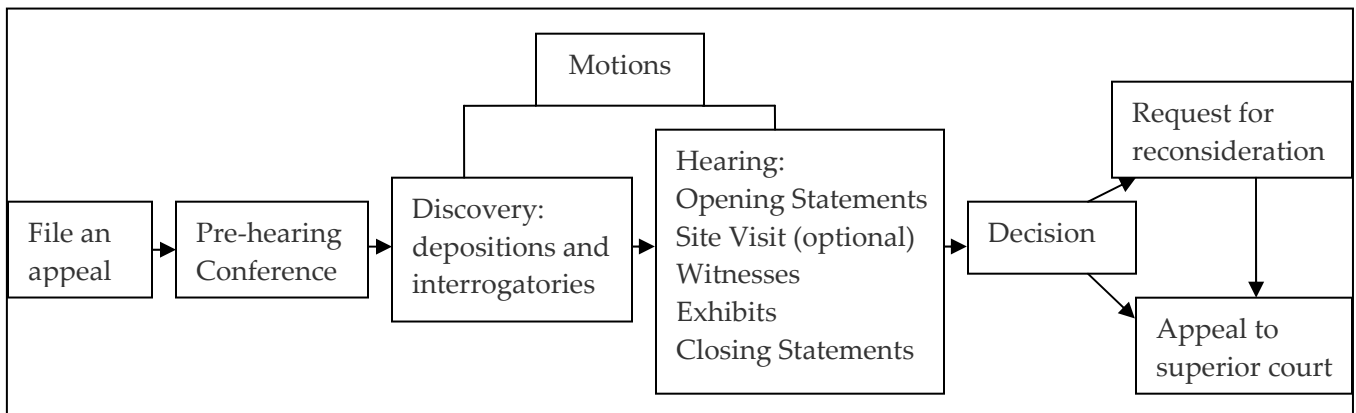 Motions
File an
appeal
Pre-hearing
Conference
Discovery:
depositions and
interrogatories
Hearing:
Opening Statements
Site Visit (optional)
Witnesses
Exhibits
Closing Statements
Decision
Request for
reconsideration
Appeal to
superior court